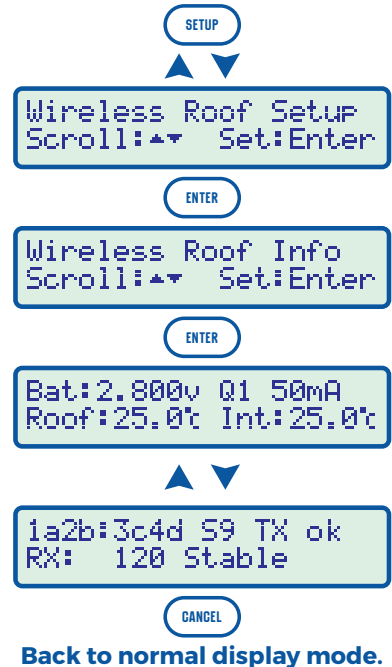 SETUP
Wireless Roof Setup
Scroll:▲▼ Set:Enter
ENTER
Wireless Roof Info
Scroll:▲▼ Set:Enter
ENTER
Bat:2.800v Q1 50mA
Roof:25.0℃ Int:25.0℃
1a2b:3c4d S9 TX ok
RX: 120 Stable
CANCEL
Back to normal display mode.